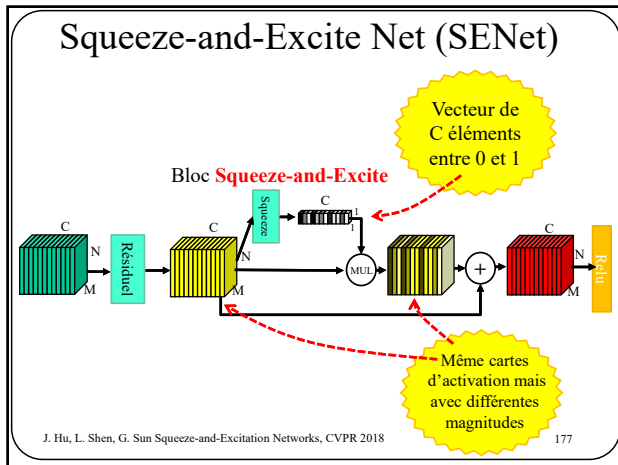 Squeeze-and-Excite Net (SENet)
Vecteur de
C éléments
entre 0 et 1
Bloc Squeeze-and-Excite
Squeeze
C
1
1
C
N
M
Résiduel
C
N
M
MUL
+
C
N
M
Relu
Même cartes
d'activation mais
avec différentes
magnitudes
J. Hu, L. Shen, G. Sun Squeeze-and-Excitation Networks, CVPR 2018
177